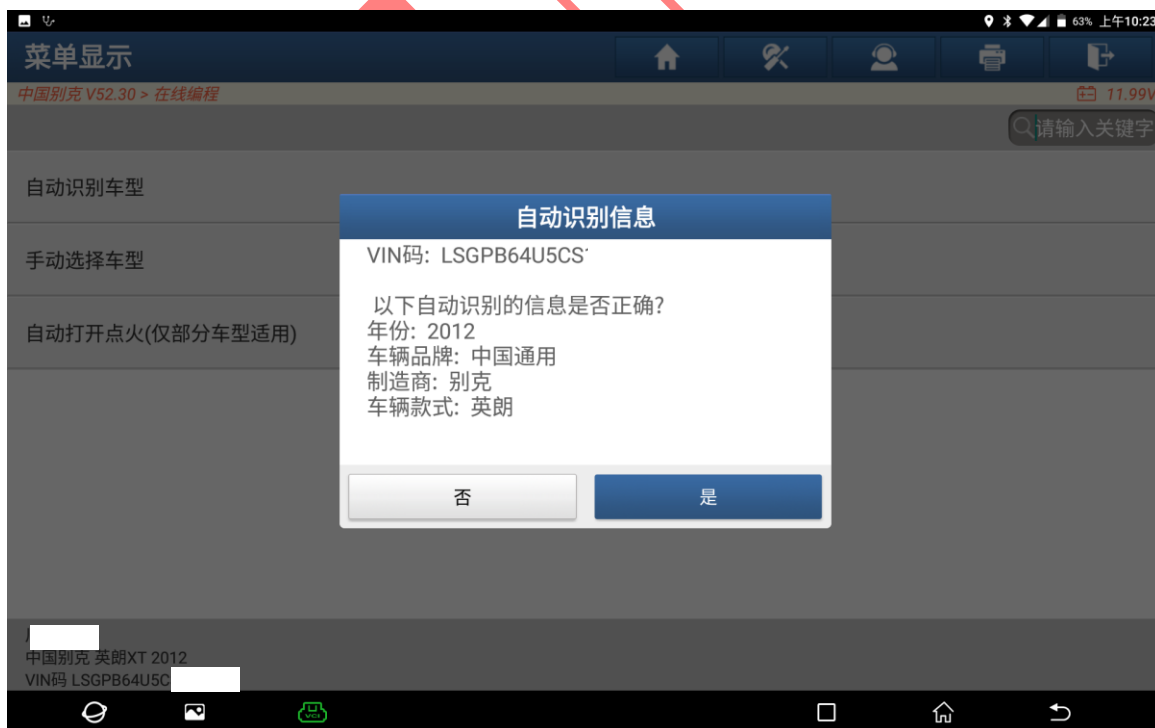 63% 上午10:23
菜单显示
中国别克 V52.30 > 在线编程
11.99V
请输入关键字
自动识别车型
手动选择车型
自动打开点火(仅部分车型适用)
自动识别信息
VIN码: LSGPB64U5CS
以下自动识别的信息是否正确?
年份: 2012
车辆品牌: 中国通用
制造商: 别克
车辆款式: 英朗
否
是
中国别克 英朗XT 2012
VIN码 LSGPB64U5C
VCI